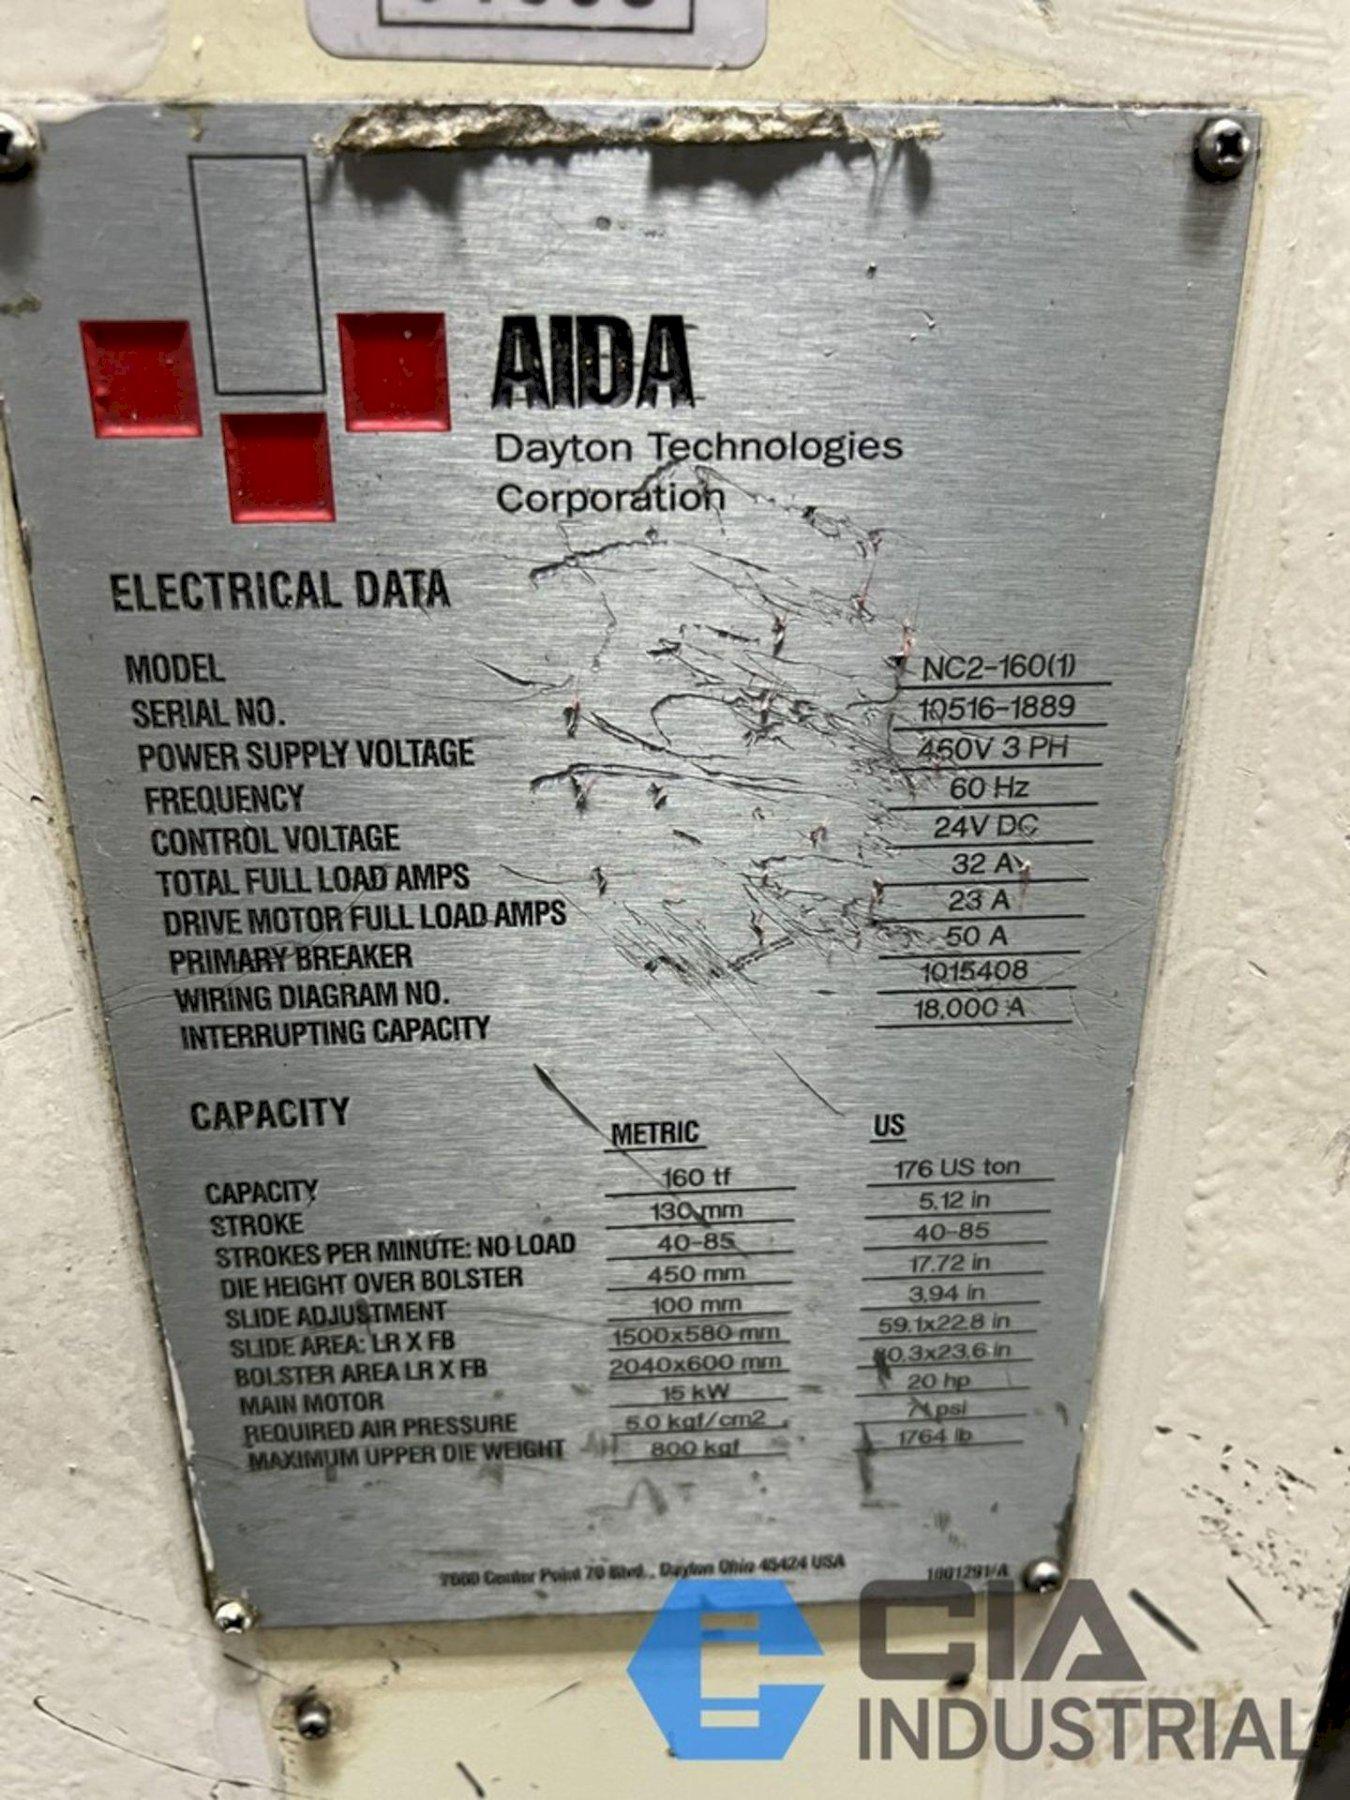 AIDA
Dayton Technologies
Corporation
ELECTRICAL DATA
MODEL NC2-160(1)
SERIAL NO. 10516-1889
POWER SUPPLY VOLTAGE 460V 3 PH
FREQUENCY 60 Hz
CONTROL VOLTAGE 24V DC
TOTAL FULL LOAD AMPS 32 A
DRIVE MOTOR FULL LOAD AMPS 23 A
PRIMARY BREAKER 50 A
WIRING DIAGRAM NO. 1015408
INTERRUPTING CAPACITY 18,000 A
CAPACITY
METRIC US
CAPACITY 160 tf 176 US ton
STROKE 130 mm 5.12 in
STROKES PER MINUTE: NO LOAD 40-85 40-85
DIE HEIGHT OVER BOLSTER 450 mm 17.72 in
SLIDE ADJUSTMENT 100 mm 3.94 in
SLIDE AREA: LR X FB 1500x580 mm 59.1x22.8 in
BOLSTER AREA LR X FB 2040x600 mm 80.3x23.6 in
MAIN MOTOR 15 kW 20 hp
REQUIRED AIR PRESSURE 5.0 kgf/cm2 71 psi
MAXIMUM UPPER DIE WEIGHT 800 kgf 1764 lb
7660 Center Point 70 Blvd., Dayton Ohio 45424 USA 1001291/A
CIA
INDUSTRIAL